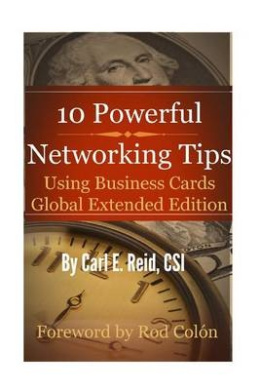 10 Powerful
Networking Tips
Using Business Cards
Global Extended Edition
By Carl E. Reid, CSI
Foreword by Rod Colón